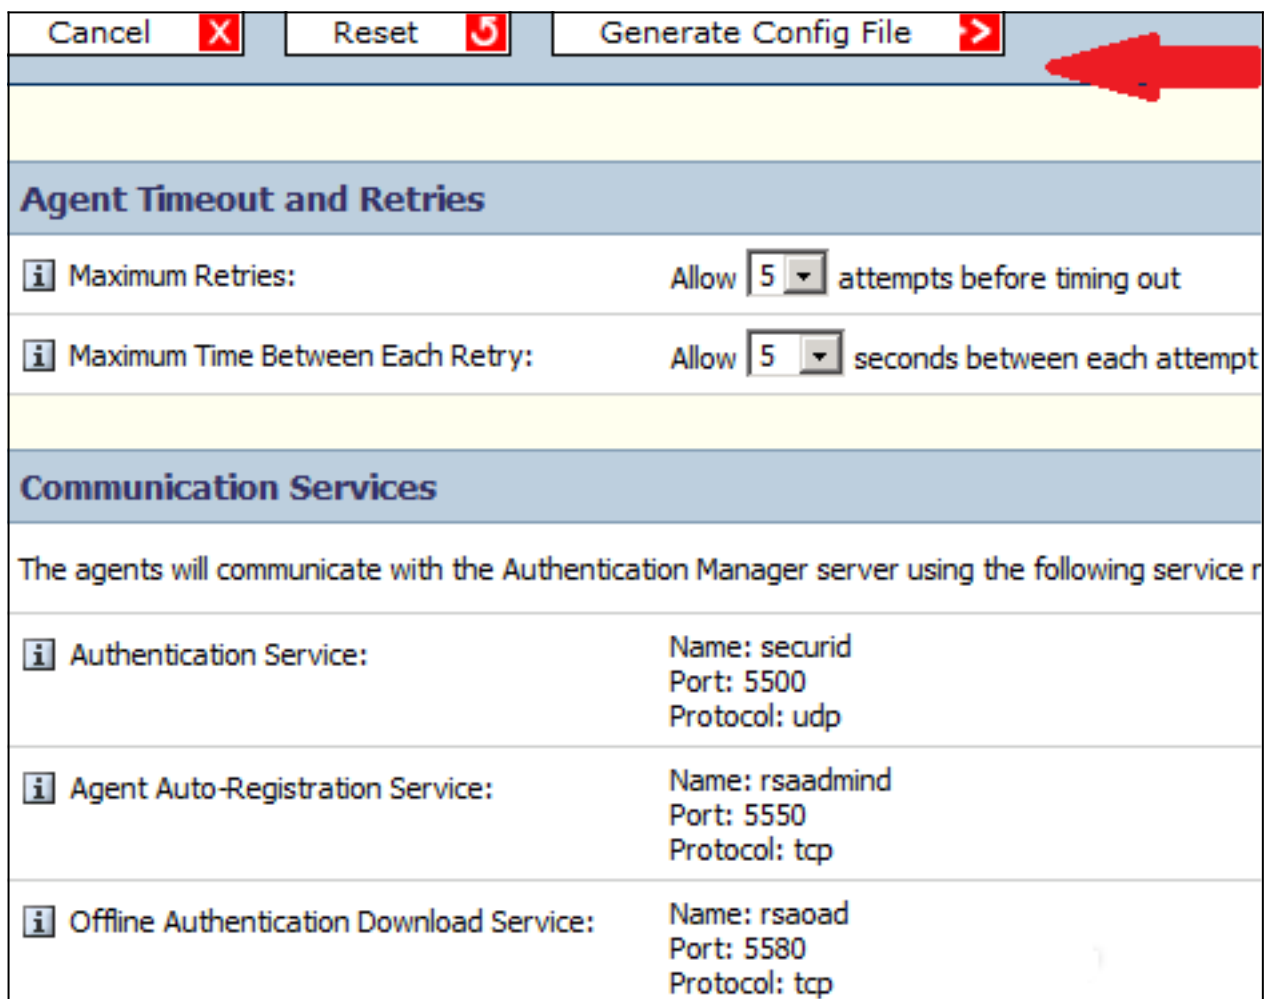 Cancel X Reset Generate Config File
Agent Timeout and Retries
i Maximum Retries: Allow 5 attempts before timing out
i Maximum Time Between Each Retry: Allow 5 seconds between each attempt
Communication Services
The agents will communicate with the Authentication Manager server using the following service
i Authentication Service: Name: securid
Port: 5500
Protocol: udp
i Agent Auto-Registration Service: Name: rsaadmind
Port: 5550
Protocol: tcp
i Offline Authentication Download Service: Name: rsaoad
Port: 5580
Protocol: tcp